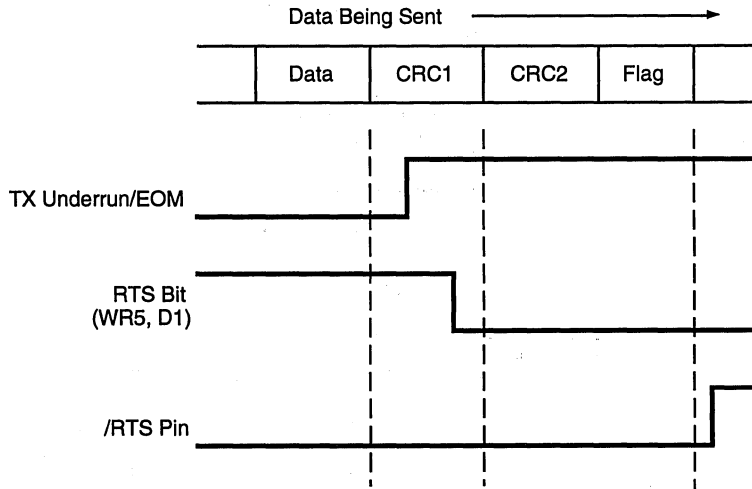 Data Being Sent
Data CRC1 CRC2 Flag
TX Underrun/EOM
RTS Bit
(WR5, D1)
/RTS Pin